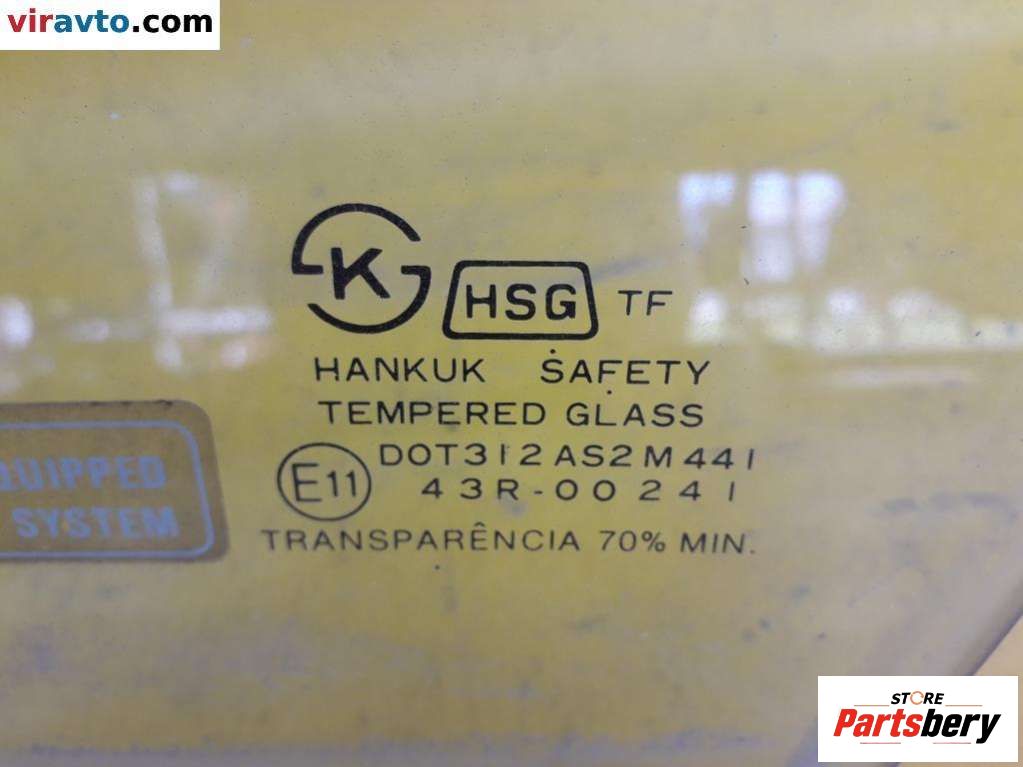 viravto.com
K
HSG TF
HANKUK SAFETY
TEMPERED GLASS
DOT312AS2M441
E11 43R-00241
TRANSPARÊNCIA 70% MIN.
QUIPPED
SYSTEM
STORE
Partsbery